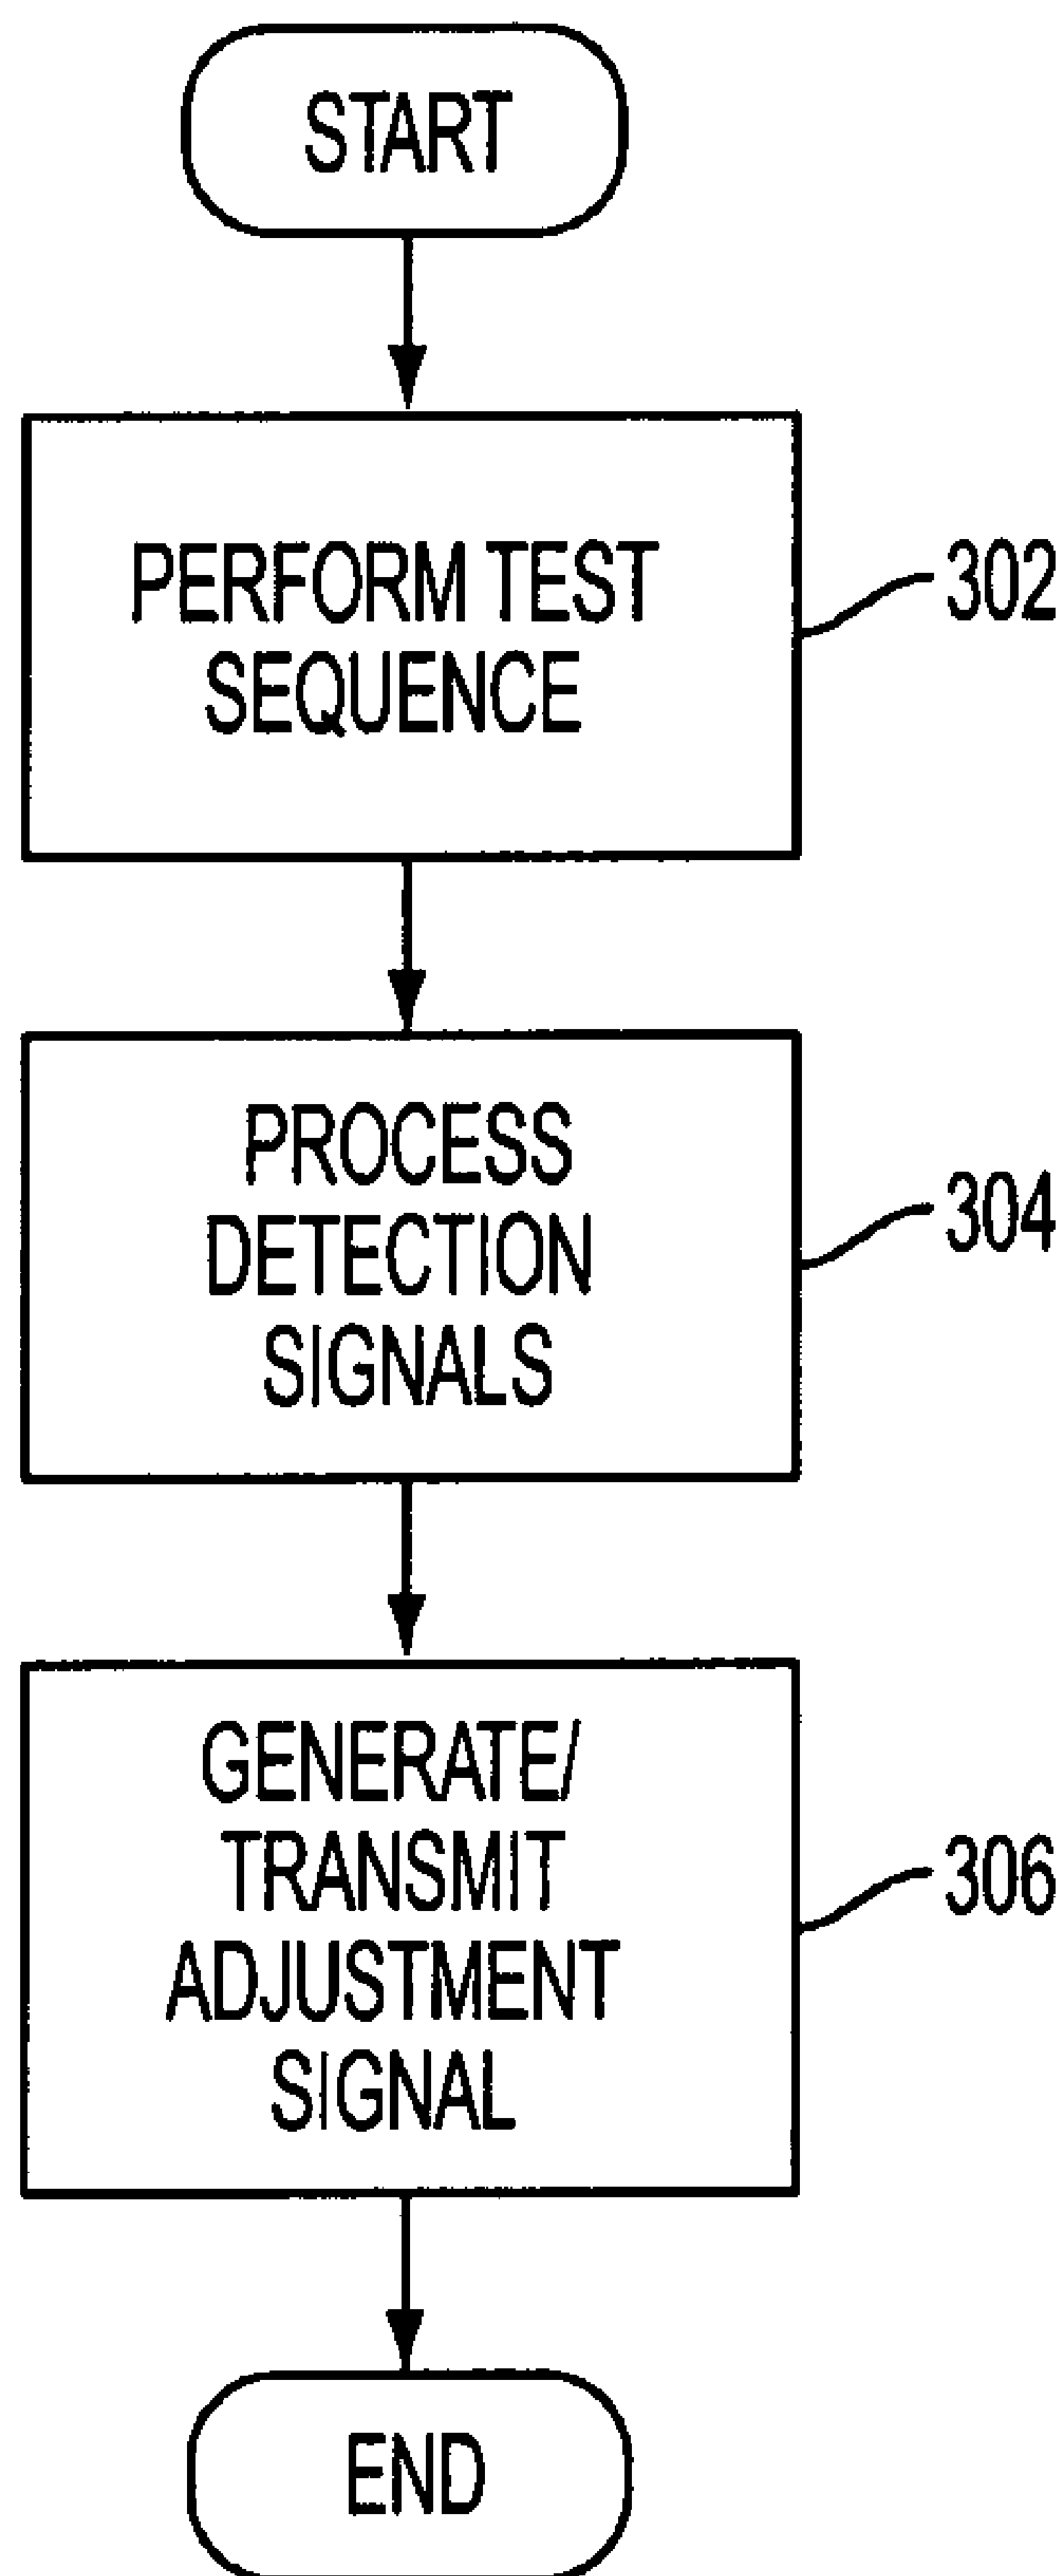 START
PERFORM TEST
SEQUENCE
302
PROCESS
DETECTION
SIGNALS
304
GENERATE/
TRANSMIT
ADJUSTMENT
SIGNAL
306
END